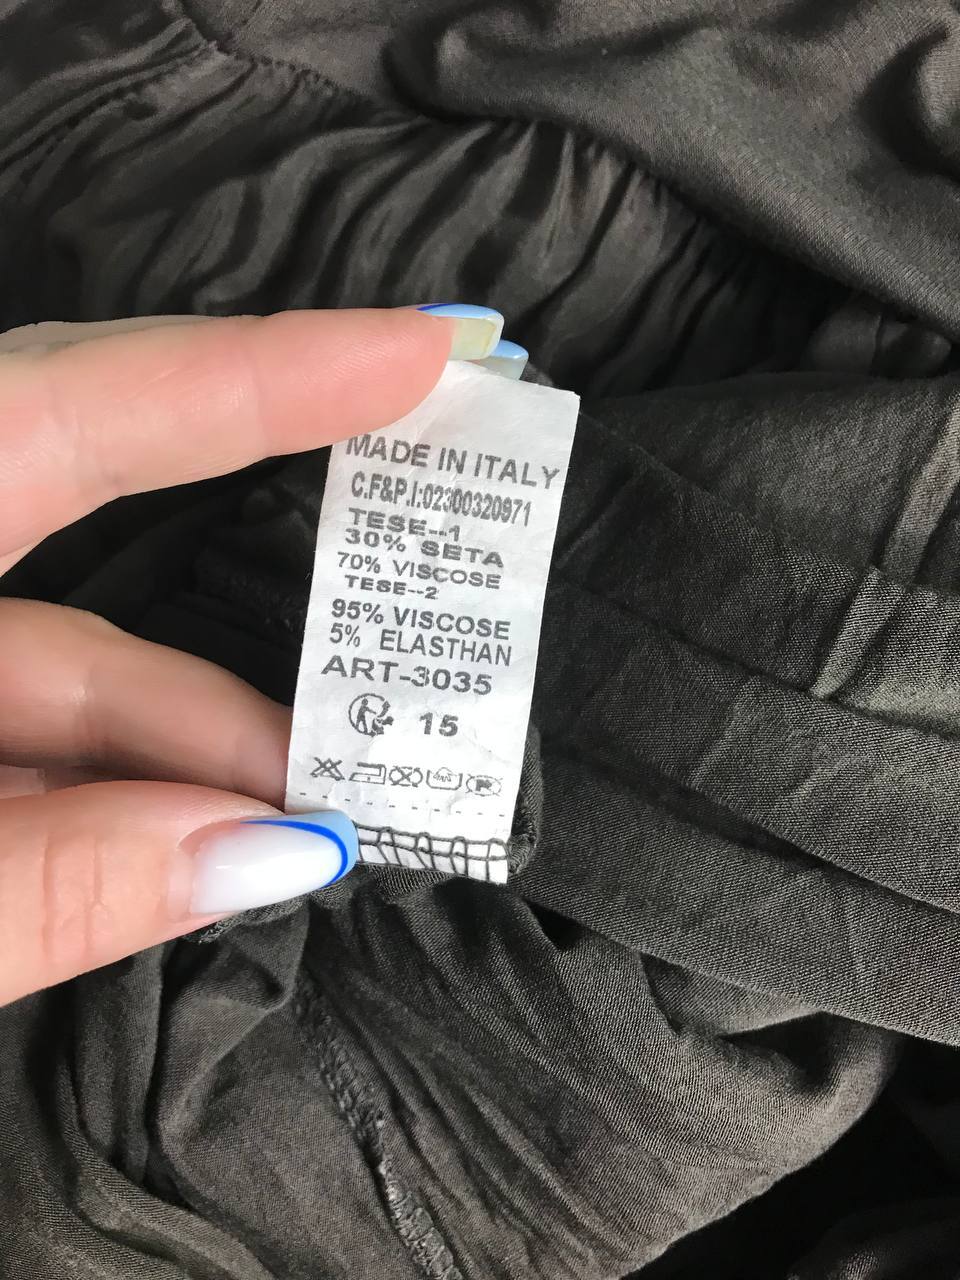 MADE IN ITALY
C.F&P.I:02300320971
TESE--1
30% SETA
70% VISCOSE
TESE--2
95% VISCOSE
5% ELASTHAN
ART-3035
15